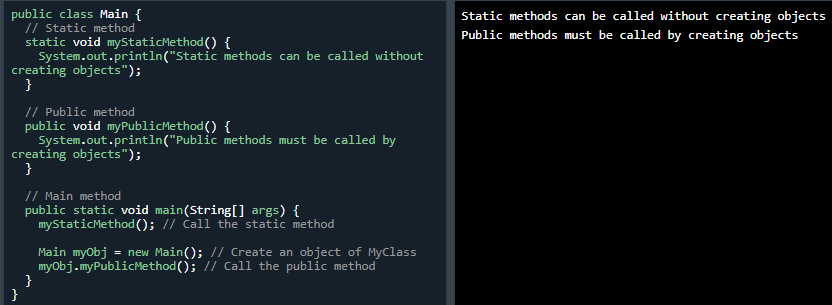 public class Main {
  // Static method
  static void myStaticMethod() {
    System.out.println("Static methods can be called without
creating objects");
  }

  // Public method
  public void myPublicMethod() {
    System.out.println("Public methods must be called by
creating objects");
  }

  // Main method
  public static void main(String[] args) {
    myStaticMethod(); // Call the static method

    Main myObj = new Main(); // Create an object of MyClass
    myObj.myPublicMethod(); // Call the public method
  }
}
Static methods can be called without creating objects
Public methods must be called by creating objects